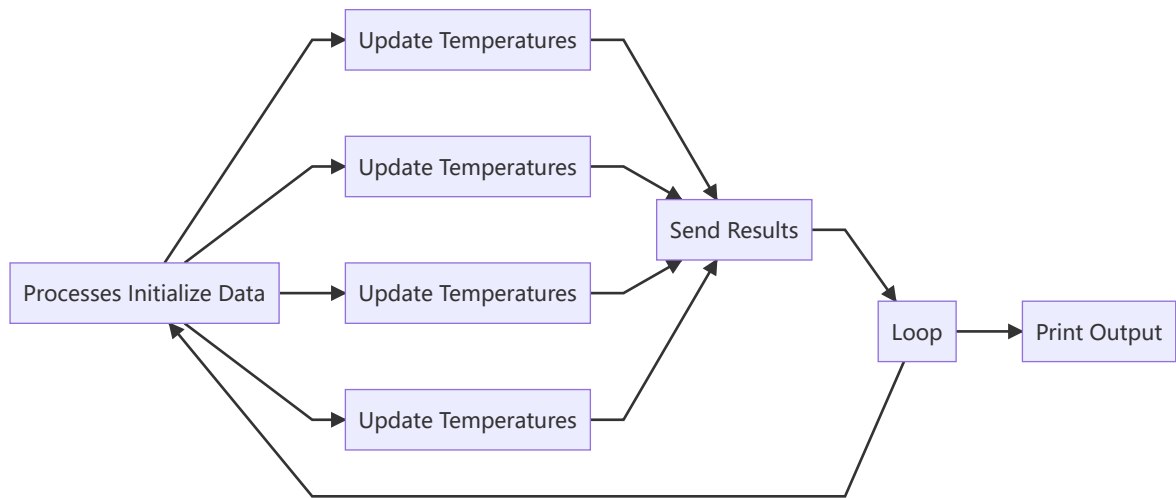 Update Temperatures
Update Temperatures
Send Results
Processes Initialize Data
Update Temperatures
Loop
Print Output
Update Temperatures